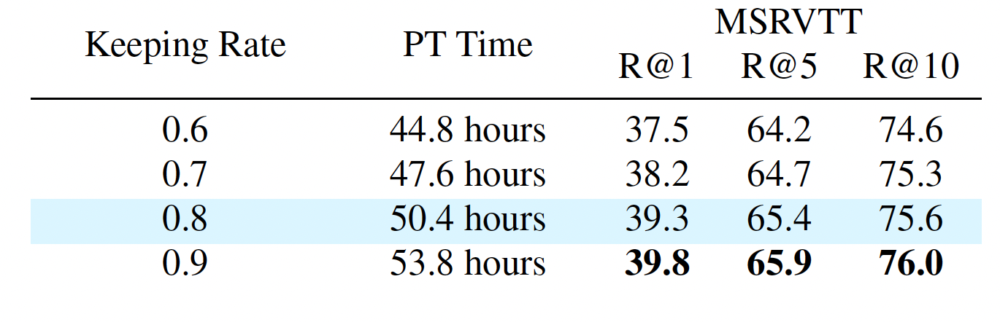 MSRVTT
Keeping Rate PT Time
R@1 R@5 R@10
0.6 44.8 hours 37.5 64.2 74.6
0.7 47.6 hours 38.2 64.7 75.3
0.8 50.4 hours 39.3 65.4 75.6
0.9 53.8 hours 39.8 65.9 76.0